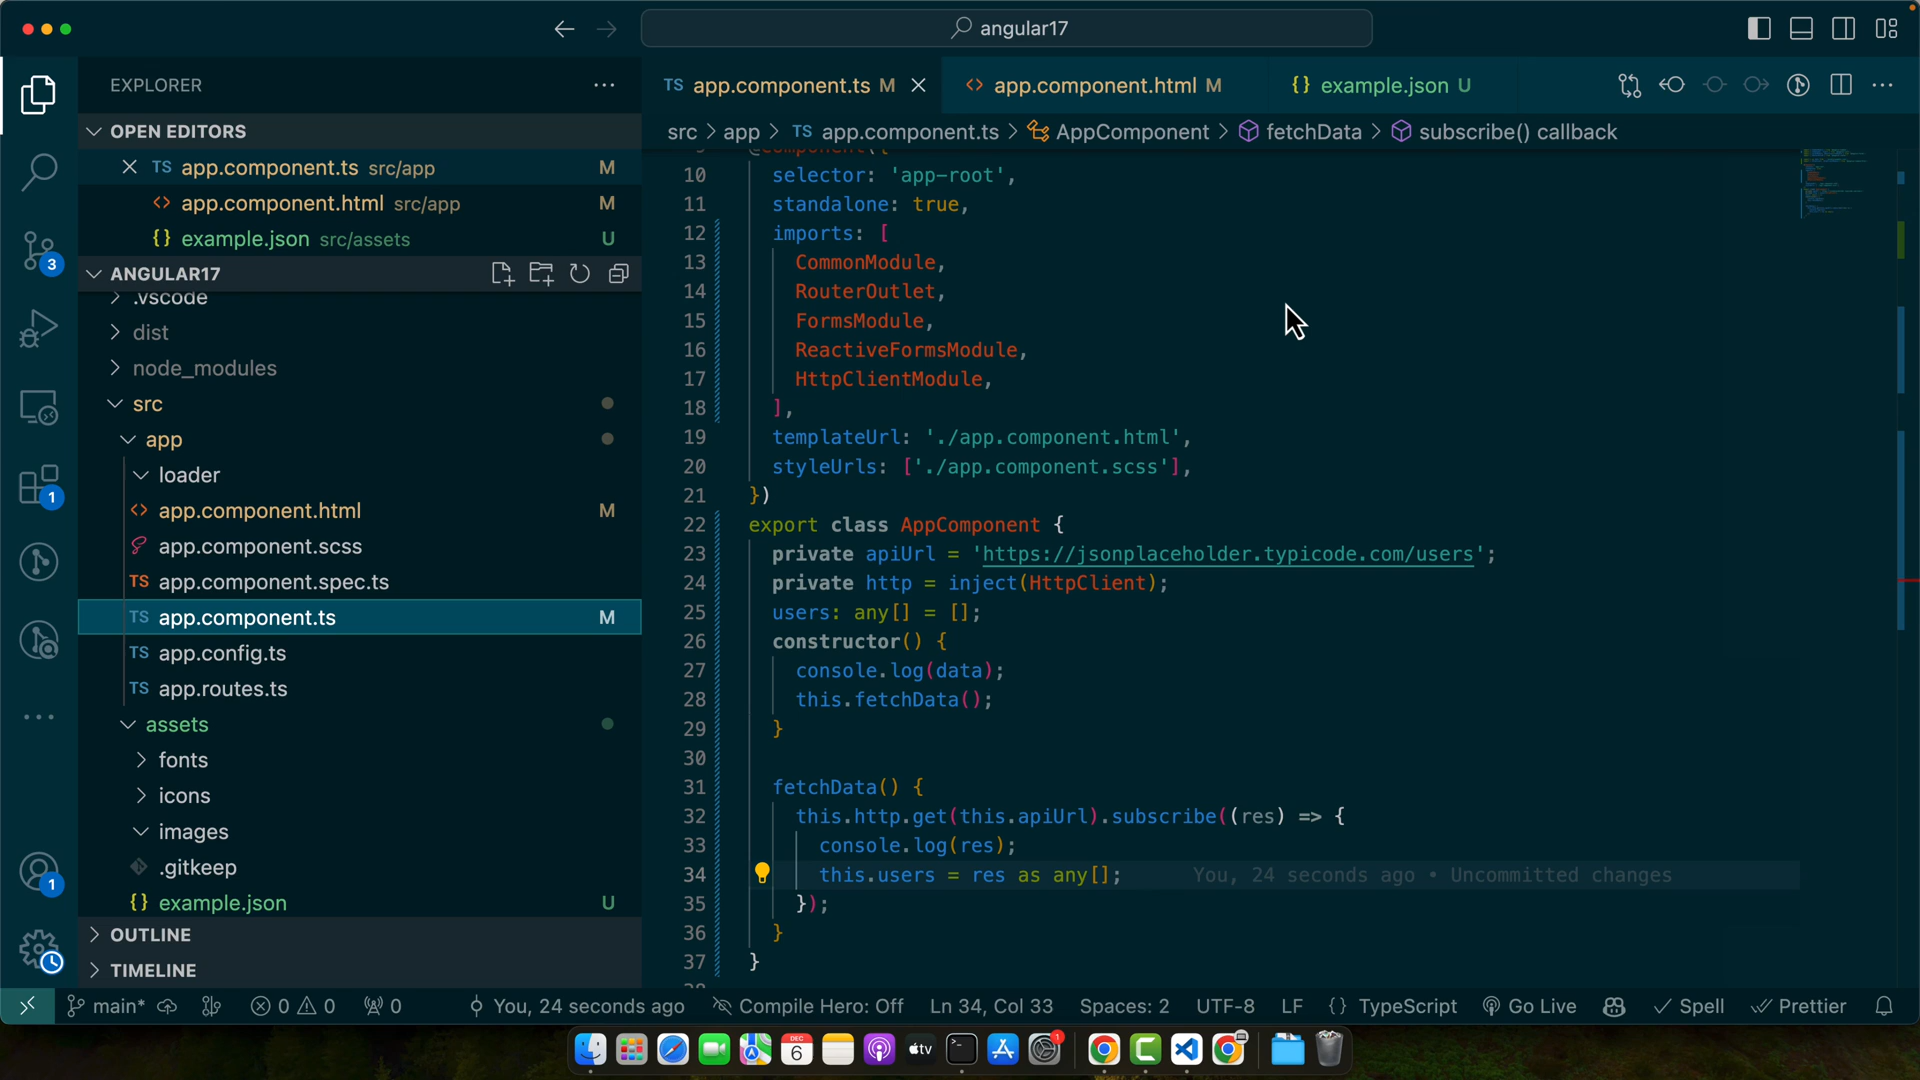 angular17
EXPLORER
OPEN EDITORS
TS app.component.ts src/app M
<> app.component.html src/app M
{} example.json src/assets U
ANGULAR17
.vscode
dist
node_modules
src
app
loader
<> app.component.html M
app.component.scss
TS app.component.spec.ts
TS app.component.ts M
TS app.config.ts
TS app.routes.ts
assets
fonts
icons
images
.gitkeep
{} example.json U
OUTLINE
TIMELINE
3
1
1
TS app.component.ts M
<> app.component.html M
{} example.json U
src > app > TS app.component.ts > AppComponent > fetchData > subscribe() callback
@Component({
10 selector: 'app-root',
11 standalone: true,
12 imports: [
13 CommonModule,
14 RouterOutlet,
15 FormsModule,
16 ReactiveFormsModule,
17 HttpClientModule,
18 ],
19 templateUrl: './app.component.html',
20 styleUrls: ['./app.component.scss'],
21 })
22 export class AppComponent {
23 private apiUrl = 'https://jsonplaceholder.typicode.com/users';
24 private http = inject(HttpClient);
25 users: any[] = [];
26 constructor() {
27 console.log(data);
28 this.fetchData();
29 }
30
31 fetchData() {
32 this.http.get(this.apiUrl).subscribe((res) => {
33 console.log(res);
34 this.users = res as any[]; You, 24 seconds ago • Uncommitted changes
35 });
36 }
37 }
main* 0 0 0 You, 24 seconds ago Compile Hero: Off Ln 34, Col 33 Spaces: 2 UTF-8 LF {} TypeScript Go Live Spell Prettier
DEC
6
tv
1